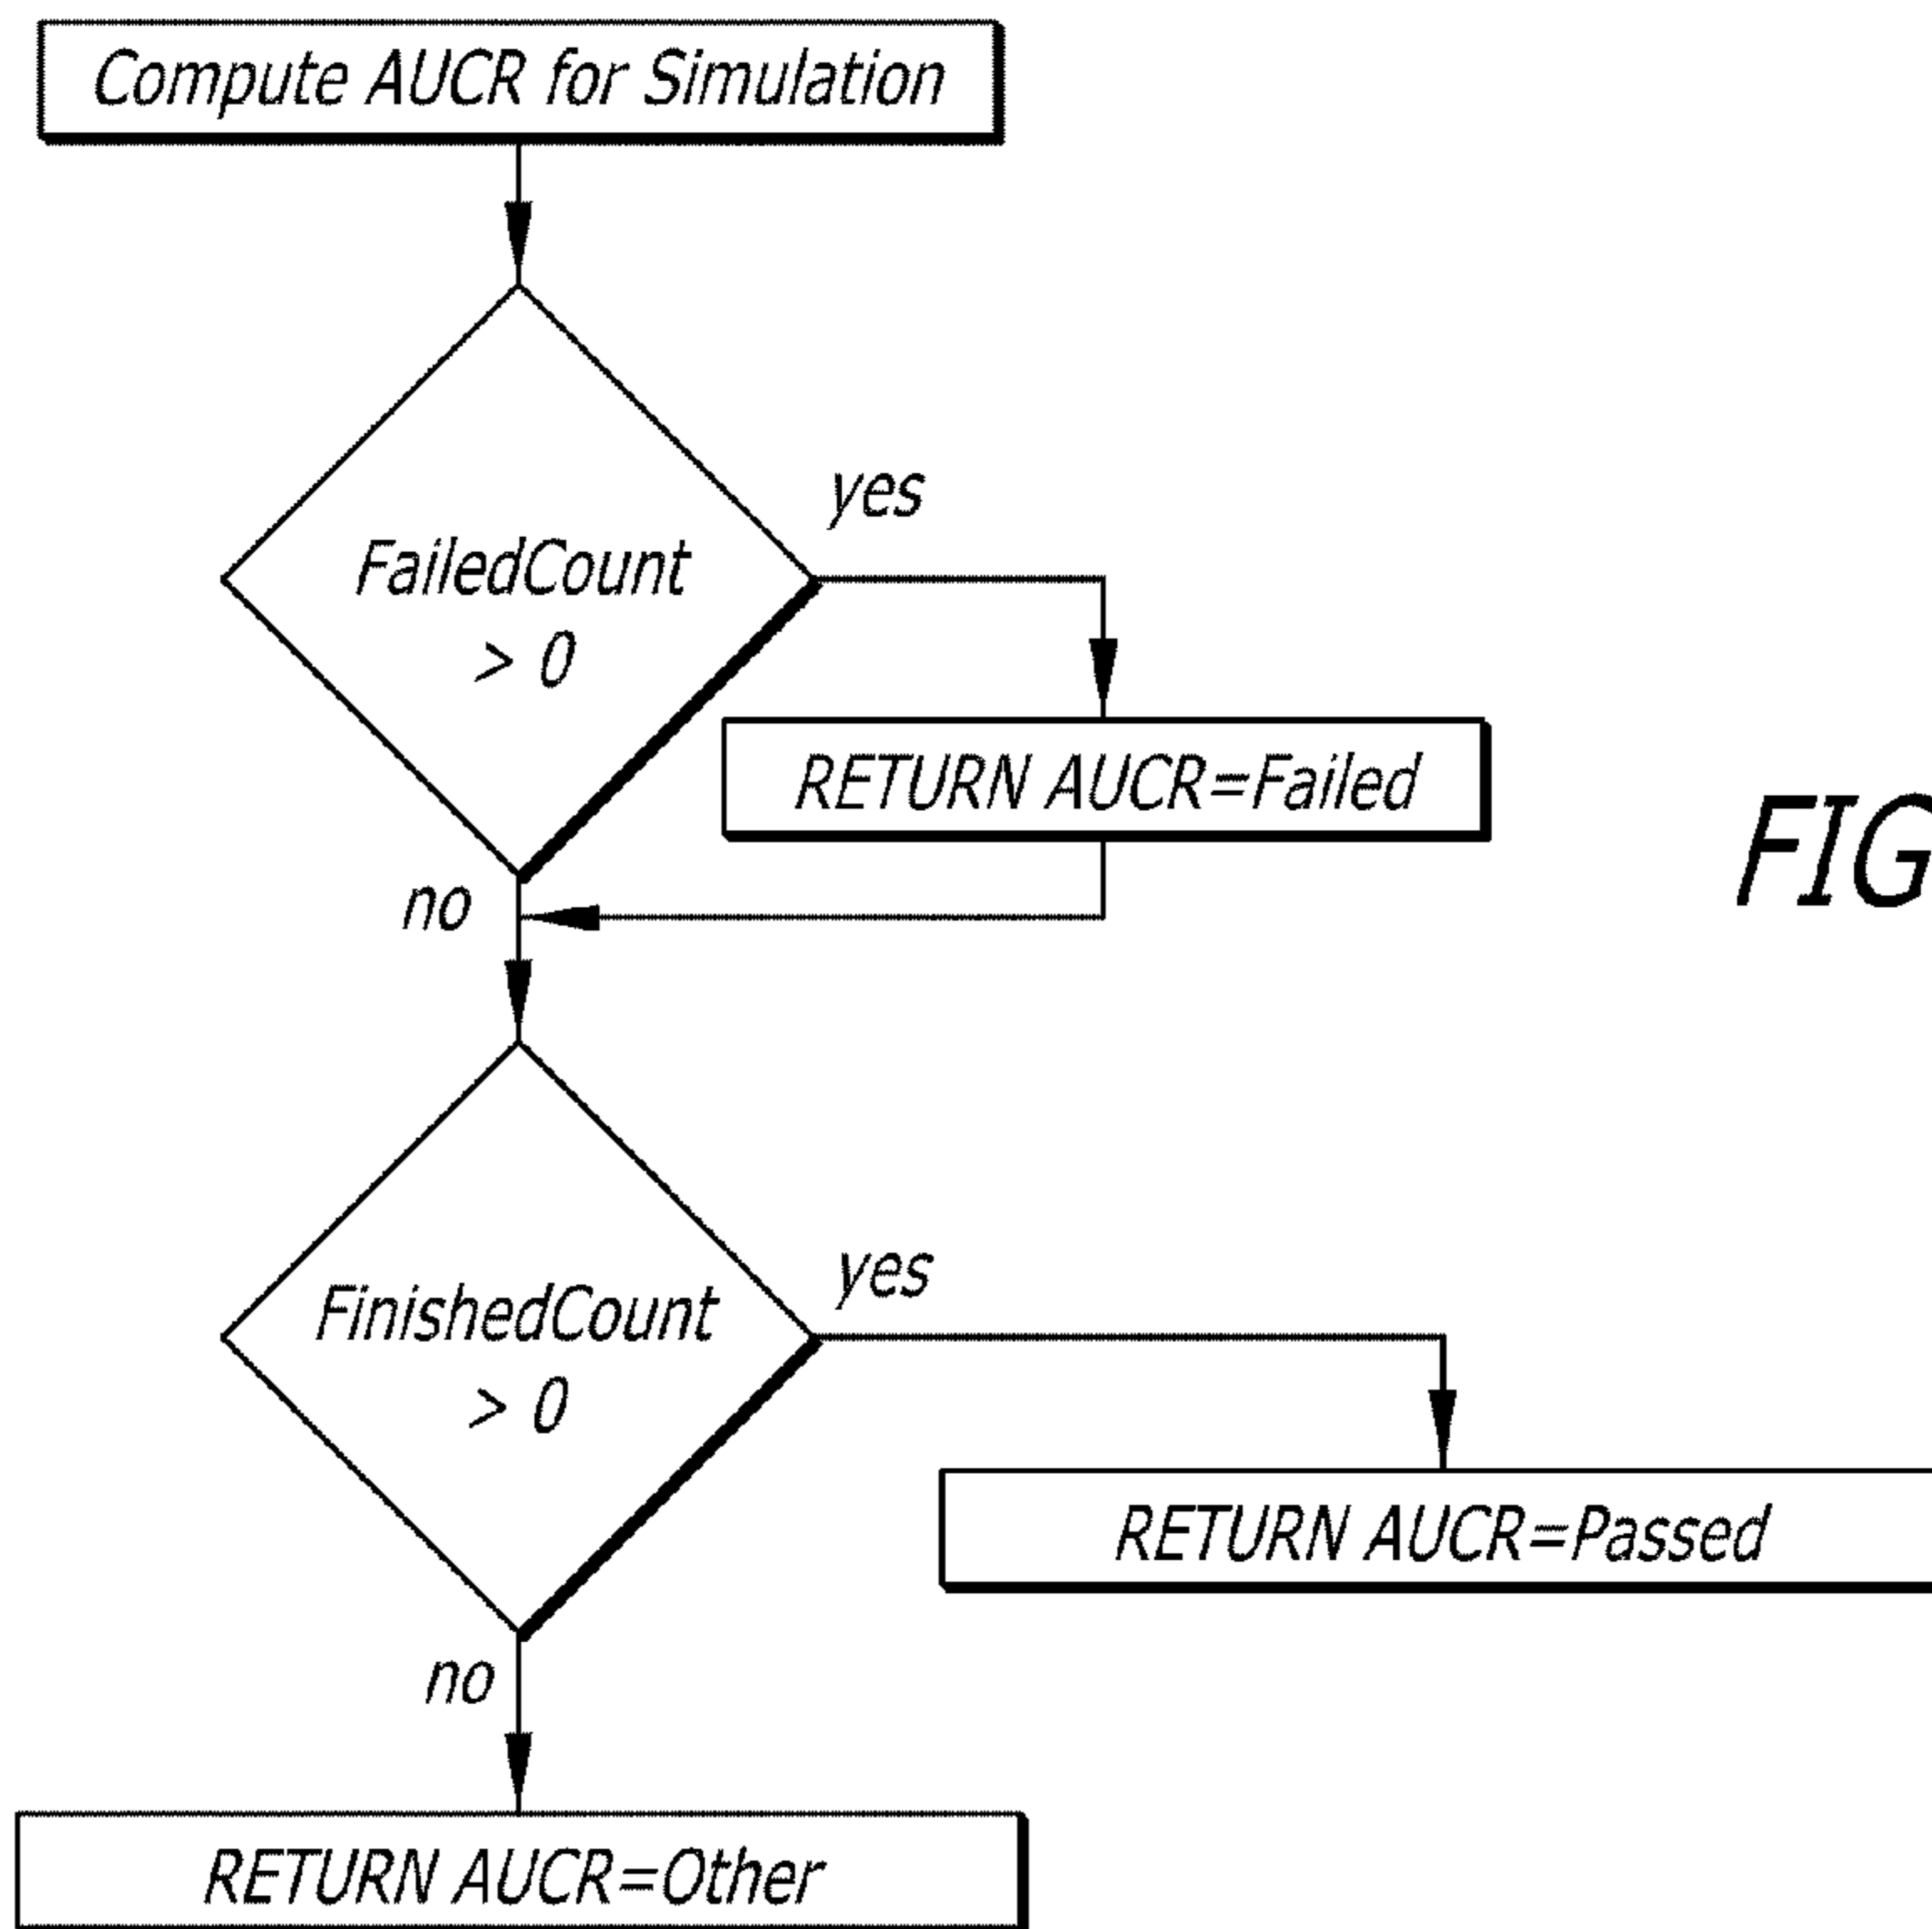 Compute AUCR for Simulation
yes
FailedCount
> 0
RETURN AUCR=Failed
FIG
no
yes
FinishedCount
> 0
RETURN AUCR=Passed
no
RETURN AUCR=Other